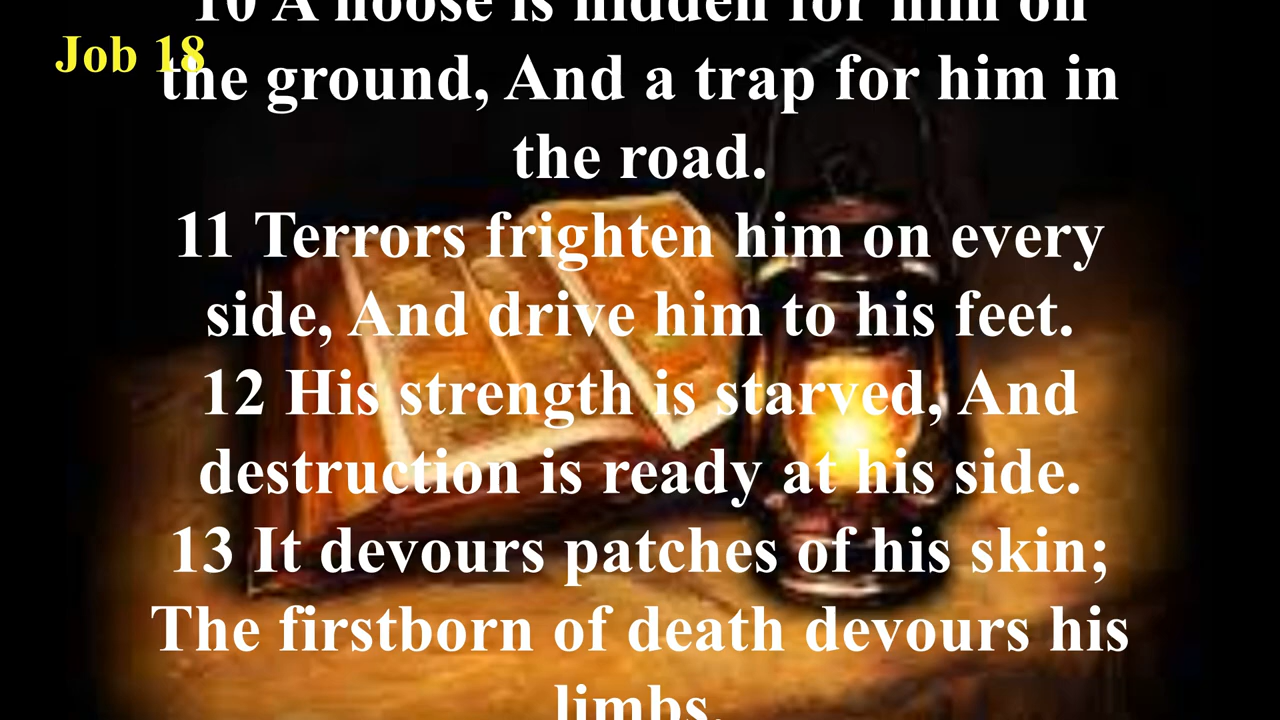 10 A noose is hidden for him on
Job 18
the ground, And a trap for him in
the road.
11 Terrors frighten him on every
side, And drive him to his feet.
12 His strength is starved, And
destruction is ready at his side.
13 It devours patches of his skin;
The firstborn of death devours his
limbs.